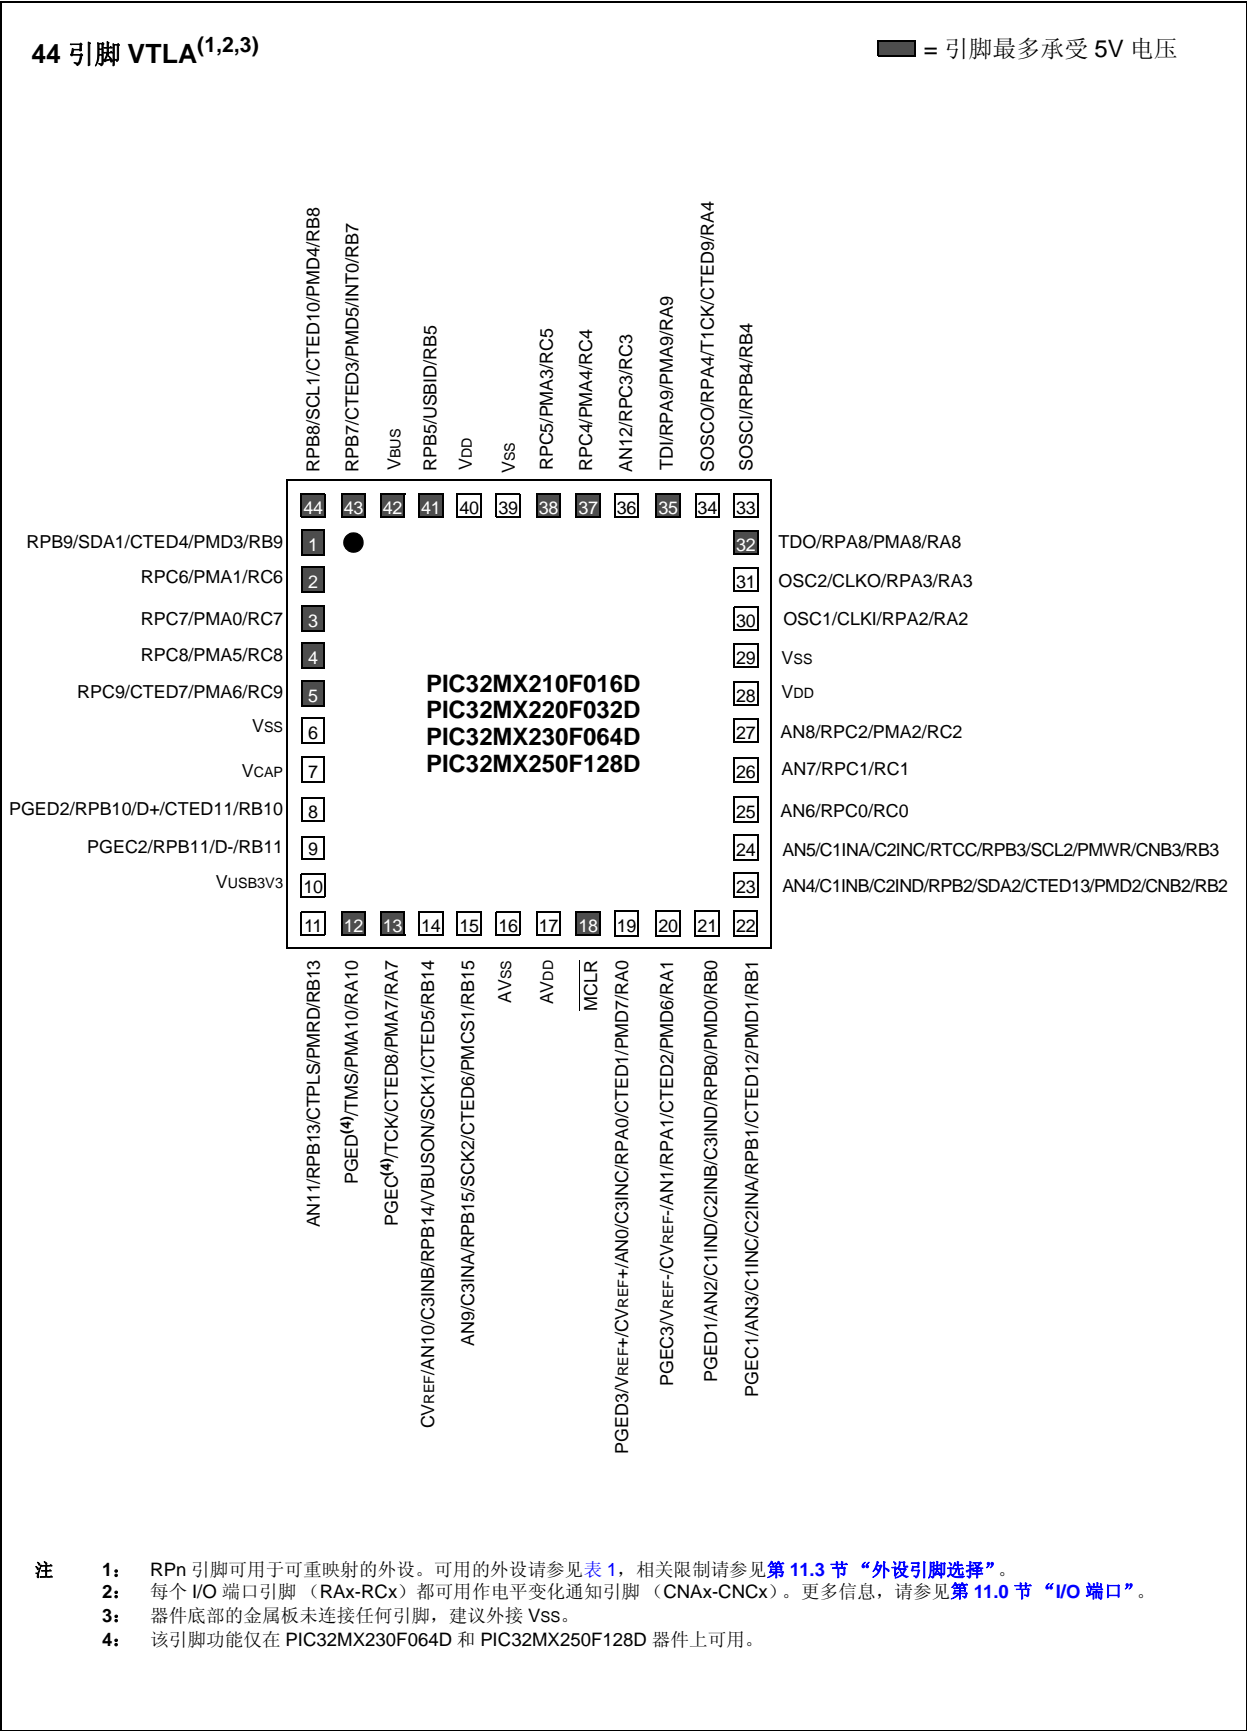 44 引脚 VTLA(1,2,3)
= 引脚最多承受 5V 电压
RPB8/SCL1/CTED10/PMD4/RB8
RPB7/CTED3/PMD5/INT0/RB7
VBUS
RPB5/USBID/RB5
VDD
VSS
RPC5/PMA3/RC5
RPC4/PMA4/RC4
AN12/RPC3/RC3
TDI/RPA9/PMA9/RA9
SOSCO/RPA4/T1CK/CTED9/RA4
SOSCI/RPB4/RB4
44 43 42 41 40 39 38 37 36 35 34 33
RPB9/SDA1/CTED4/PMD3/RB9 1
RPC6/PMA1/RC6 2
RPC7/PMA0/RC7 3
RPC8/PMA5/RC8 4
RPC9/CTED7/PMA6/RC9 5
VSS 6
VCAP 7
PGED2/RPB10/D+/CTED11/RB10 8
PGEC2/RPB11/D-/RB11 9
VUSB3V3 10
PIC32MX210F016D
PIC32MX220F032D
PIC32MX230F064D
PIC32MX250F128D
32 TDO/RPA8/PMA8/RA8
31 OSC2/CLKO/RPA3/RA3
30 OSC1/CLKI/RPA2/RA2
29 VSS
28 VDD
27 AN8/RPC2/PMA2/RC2
26 AN7/RPC1/RC1
25 AN6/RPC0/RC0
24 AN5/C1INA/C2INC/RTCC/RPB3/SCL2/PMWR/CNB3/RB3
23 AN4/C1INB/C2IND/RPB2/SDA2/CTED13/PMD2/CNB2/RB2
11 12 13 14 15 16 17 18 19 20 21 22
AN11/RPB13/CTPLS/PMRD/RB13
PGED(4)/TMS/PMA10/RA10
PGEC(4)/TCK/CTED8/PMA7/RA7
CVREF/AN10/C3INB/RPB14/VBUSON/SCK1/CTED5/RB14
AN9/C3INA/RPB15/SCK2/CTED6/PMCS1/RB15
AVSS
AVDD
MCLR
PGED3/VREF+/CVREF+/AN0/C3INC/RPA0/CTED1/PMD7/RA0
PGEC3/VREF-/CVREF-/AN1/RPA1/CTED2/PMD6/RA1
PGED1/AN2/C1IND/C2INB/C3IND/RPB0/PMD0/RB0
PGEC1/AN3/C1INC/C2INA/RPB1/CTED12/PMD1/RB1
注 1： RPn 引脚可用于可重映射的外设。可用的外设请参见表 1，相关限制请参见第 11.3 节 “外设引脚选择”。
2： 每个 I/O 端口引脚 （RAx-RCx）都可用作电平变化通知引脚 （CNAx-CNCx）。更多信息，请参见第 11.0 节 “I/O 端口”。
3： 器件底部的金属板未连接任何引脚，建议外接 VSS。
4： 该引脚功能仅在 PIC32MX230F064D 和 PIC32MX250F128D 器件上可用。